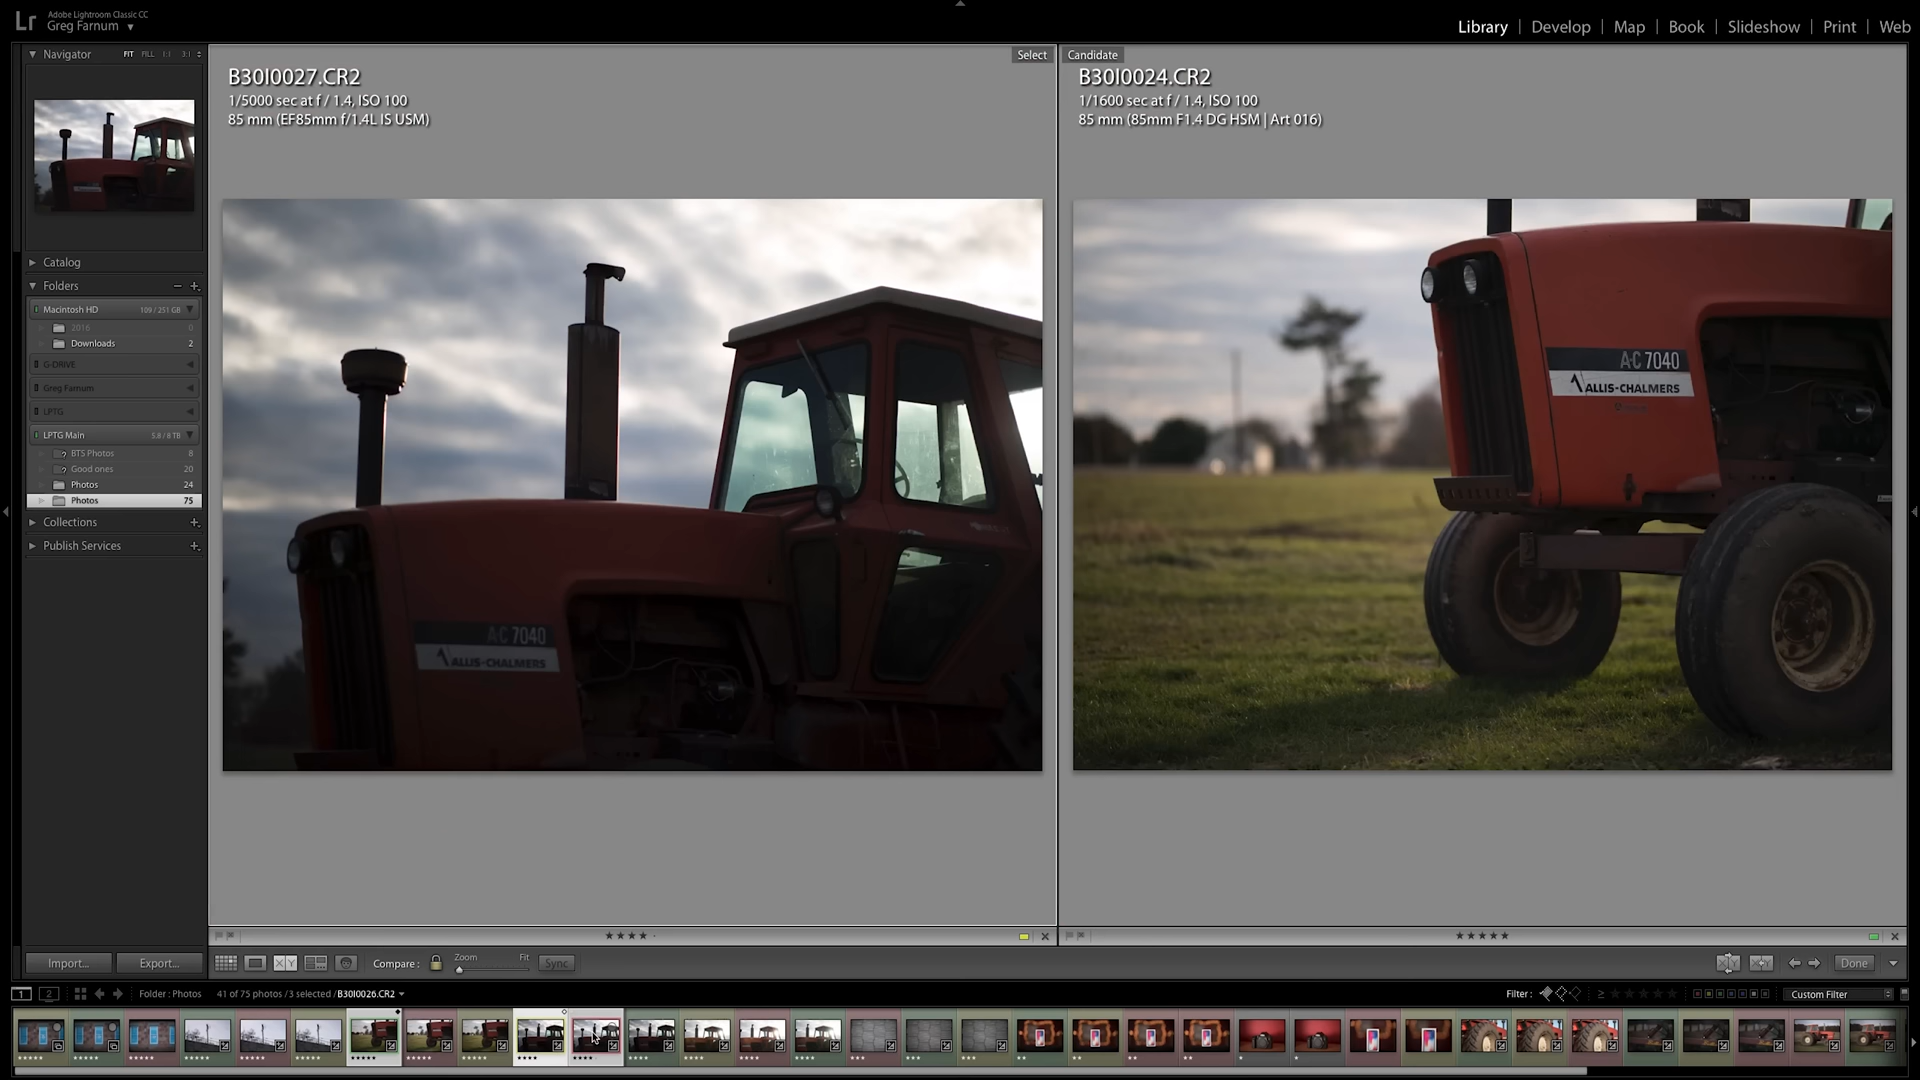 Lr
Adobe Lightroom Classic CC
Greg Farnum
Library | Develop | Map | Book | Slideshow | Print | Web
Navigator FIT FILL 1:1 3:1
Catalog
Folders
Macintosh HD 109 / 251 GB
2016 0
Downloads 2
G-DRIVE
Greg Farnum
LPTG
LPTG Main 5.8 / 8 TB
BTS Photos 8
Good ones 20
Photos 24
Photos 75
Collections
Publish Services
Import...
Export...
Select
B30I0027.CR2
1/5000 sec at f / 1.4, ISO 100
85 mm (EF85mm f/1.4L IS USM)
AC 7040
ALLIS-CHALMERS
Candidate
B30I0024.CR2
1/1600 sec at f / 1.4, ISO 100
85 mm (85mm F1.4 DG HSM | Art 016)
A-C 7040
ALLIS-CHALMERS
X Y
Compare :
Zoom
Fit
Sync
Done
1
2
Folder : Photos
41 of 75 photos / 3 selected / B30I0026.CR2
Filter :
Custom Filter